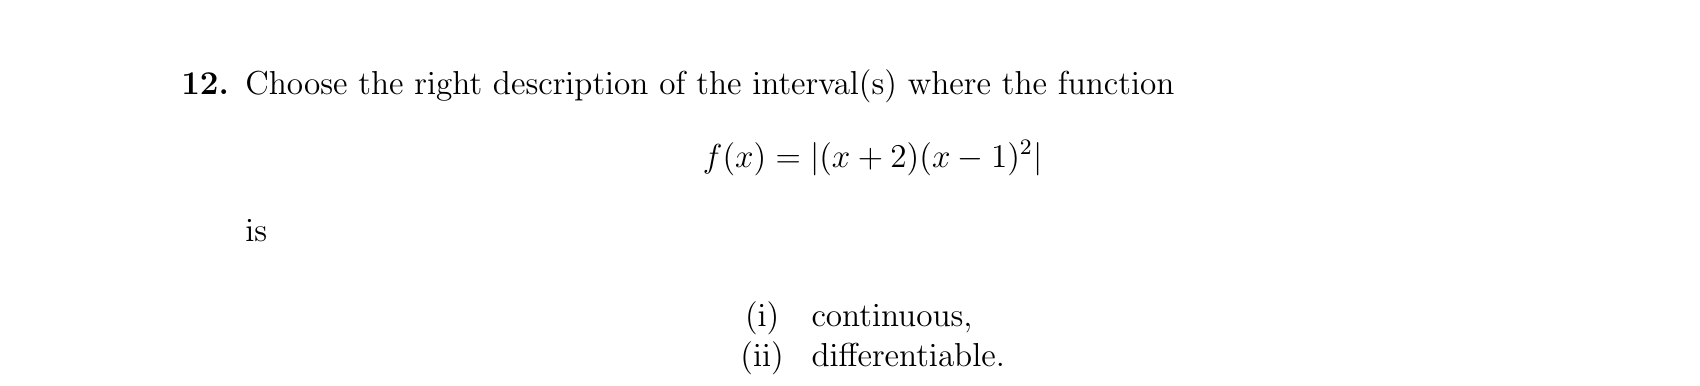 12. Choose the right description of the interval(s) where the function
f(x) = |(x + 2)(x − 1)²|
is
(i) continuous,
(ii) differentiable.